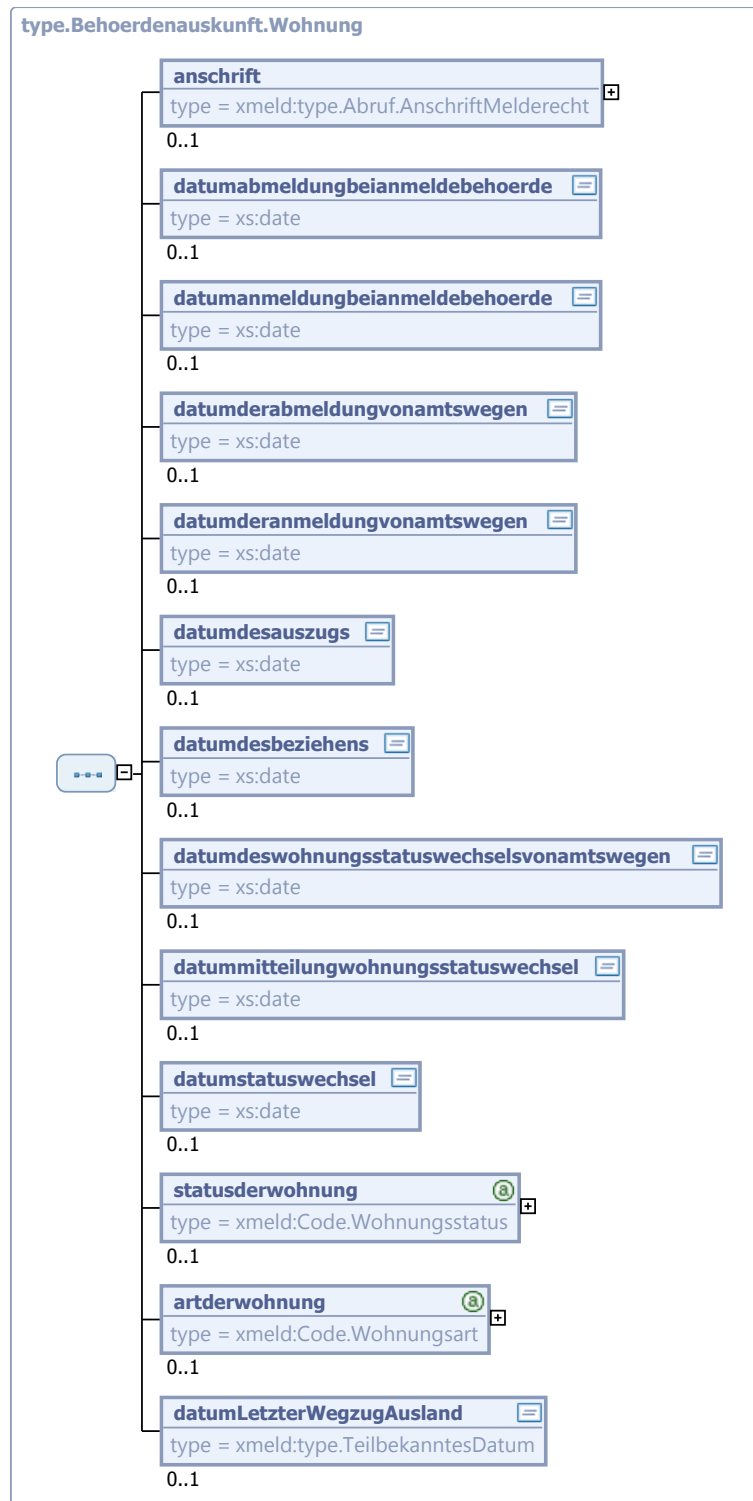 type.Behoerdenauskunft.Wohnung
anschrift
type = xmeld:type.Abruf.AnschriftMelderecht
0..1
datumabmeldungbeianmeldebehoerde
type = xs:date
0..1
datumanmeldungbeianmeldebehoerde
type = xs:date
0..1
datumderabmeldungvonamtswegen
type = xs:date
0..1
datumderanmeldungvonamtswegen
type = xs:date
0..1
datumdesauszugs
type = xs:date
0..1
datumdesbeziehens
type = xs:date
0..1
datumdeswohnungsstatuswechselsvonamtswegen
type = xs:date
0..1
datummitteilungwohnungsstatuswechsel
type = xs:date
0..1
datumstatuswechsel
type = xs:date
0..1
statusderwohnung
type = xmeld:Code.Wohnungsstatus
0..1
artderwohnung
type = xmeld:Code.Wohnungsart
0..1
datumLetzterWegzugAusland
type = xmeld:type.TeilbekanntesDatum
0..1